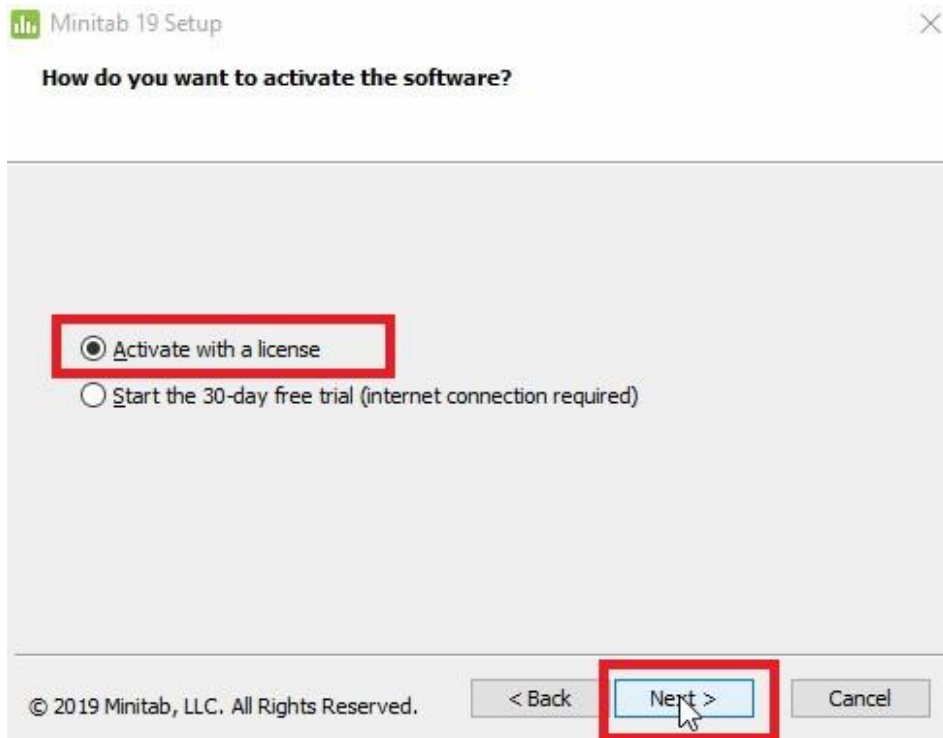 Minitab 19 Setup
How do you want to activate the software?
Activate with a license
Start the 30-day free trial (internet connection required)
© 2019 Minitab, LLC. All Rights Reserved.
< Back
Next >
Cancel